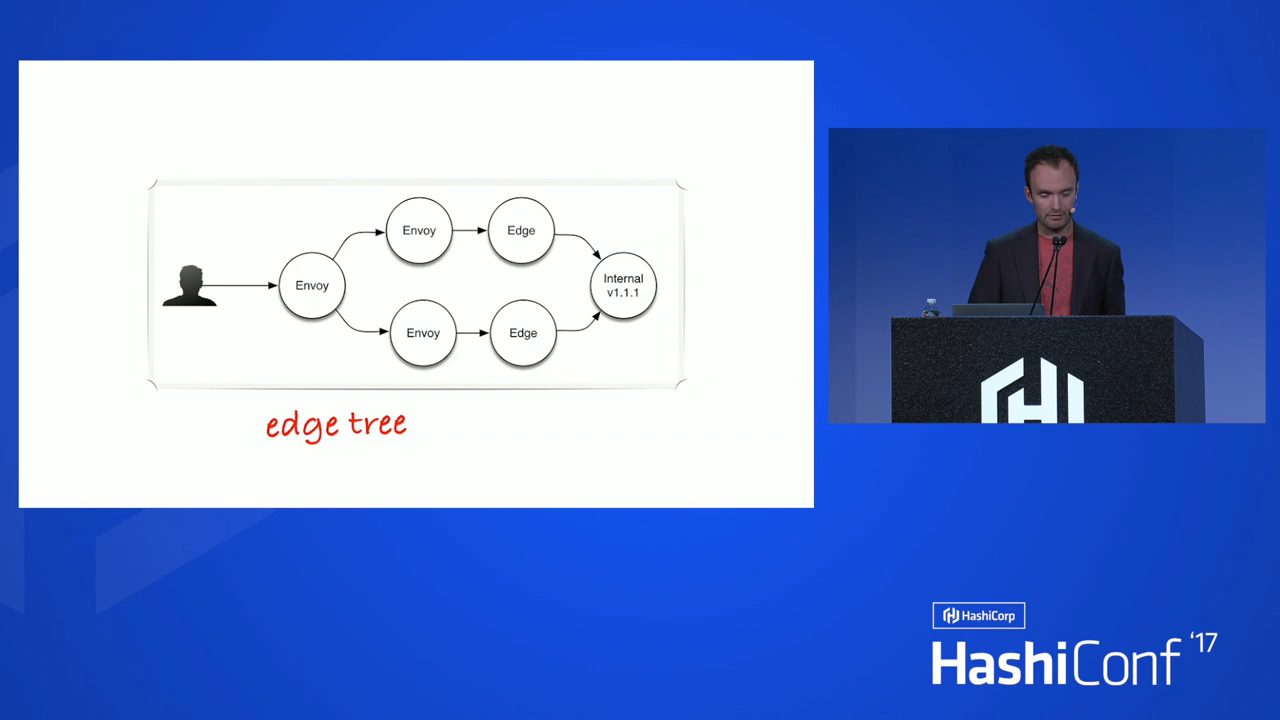 Envoy
Edge
Envoy
Internal
v1.1.1
Envoy
Edge
edge tree
HashiCorp
HashiConf '17